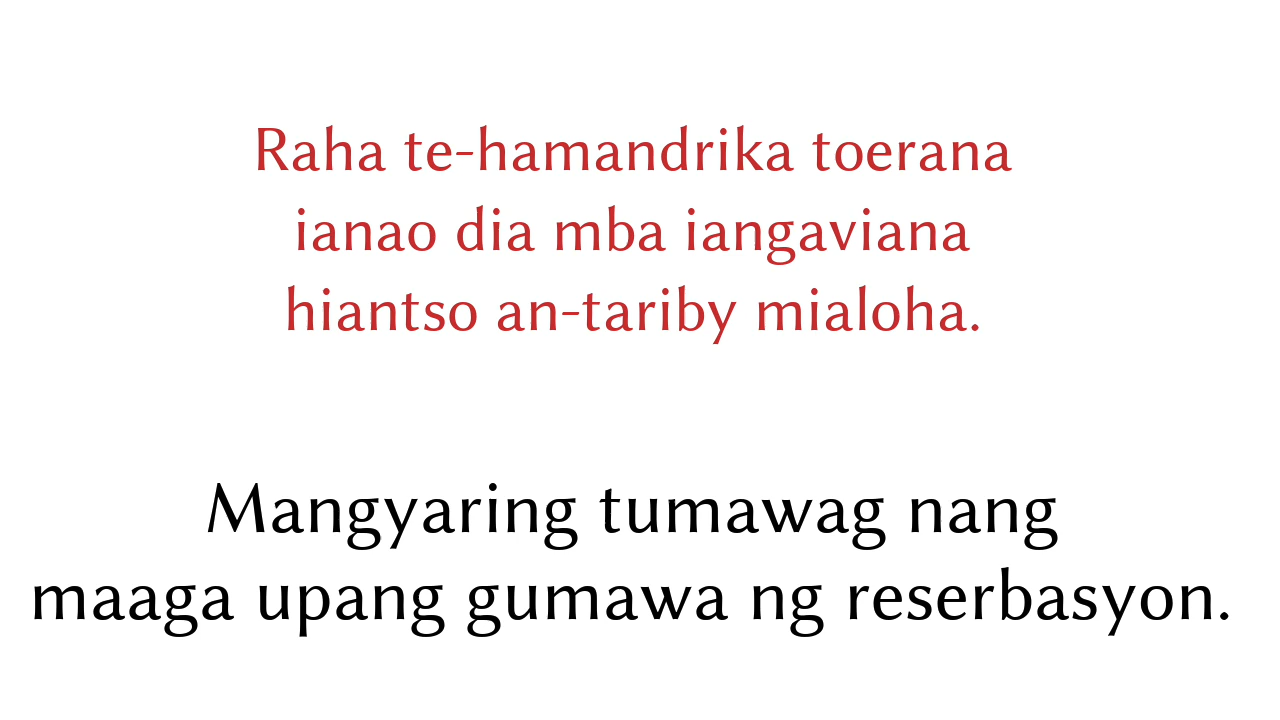 Raha te-hamandrika toerana
ianao dia mba iangaviana
hiantso an-tariby mialoha.
Mangyaring tumawag nang
maaga upang gumawa ng reserbasyon.